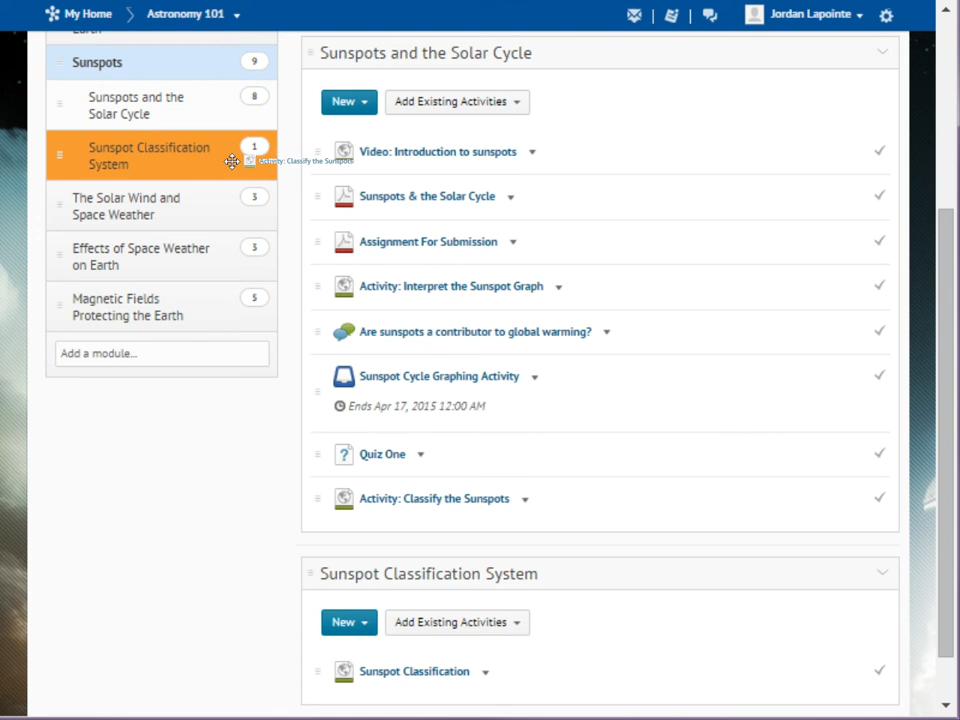 My Home
Astronomy 101
Jordan Lapointe
Earth
Sunspots 9
Sunspots and the 8
Solar Cycle
Sunspot Classification 1
System
Activity: Classify the Sunspots
The Solar Wind and 3
Space Weather
Effects of Space Weather 3
on Earth
Magnetic Fields 5
Protecting the Earth
Add a module...
Sunspots and the Solar Cycle
New
Add Existing Activities
Video: Introduction to sunspots
Sunspots & the Solar Cycle
Assignment For Submission
Activity: Interpret the Sunspot Graph
Are sunspots a contributor to global warming?
Sunspot Cycle Graphing Activity
Ends Apr 17, 2015 12:00 AM
Quiz One
Activity: Classify the Sunspots
Sunspot Classification System
New
Add Existing Activities
Sunspot Classification